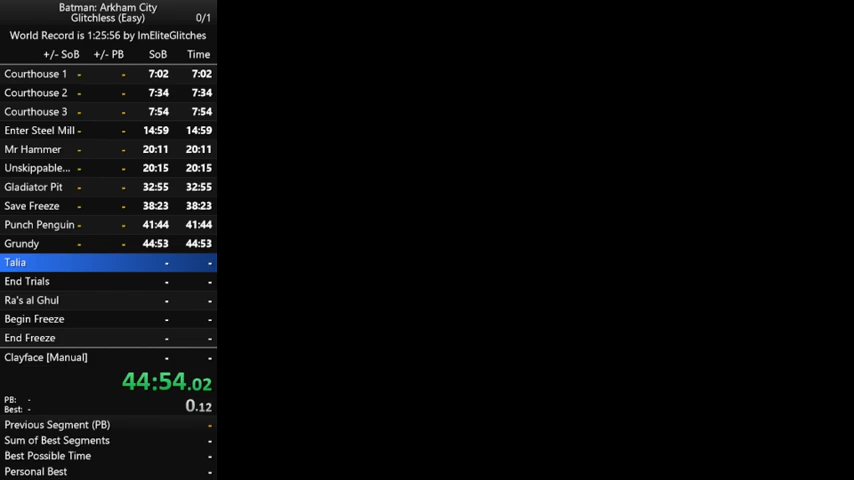 Batman: Arkham City
Glitchless (Easy) 0/1
World Record is 1:25:56 by ImEliteGlitches
+/- SoB +/- PB SoB Time
Courthouse 1 - - 7:02 7:02
Courthouse 2 - - 7:34 7:34
Courthouse 3 - - 7:54 7:54
Enter Steel Mill - - 14:59 14:59
Mr Hammer - - 20:11 20:11
Unskippable... - - 20:15 20:15
Gladiator Pit - - 32:55 32:55
Save Freeze - - 38:23 38:23
Punch Penguin - - 41:44 41:44
Grundy - - 44:53 44:53
Talia - -
End Trials - -
Ra's al Ghul - -
Begin Freeze - -
End Freeze - -
Clayface [Manual] - -
44:54.02
PB: -
Best: - 0.12
Previous Segment (PB) -
Sum of Best Segments -
Best Possible Time -
Personal Best -